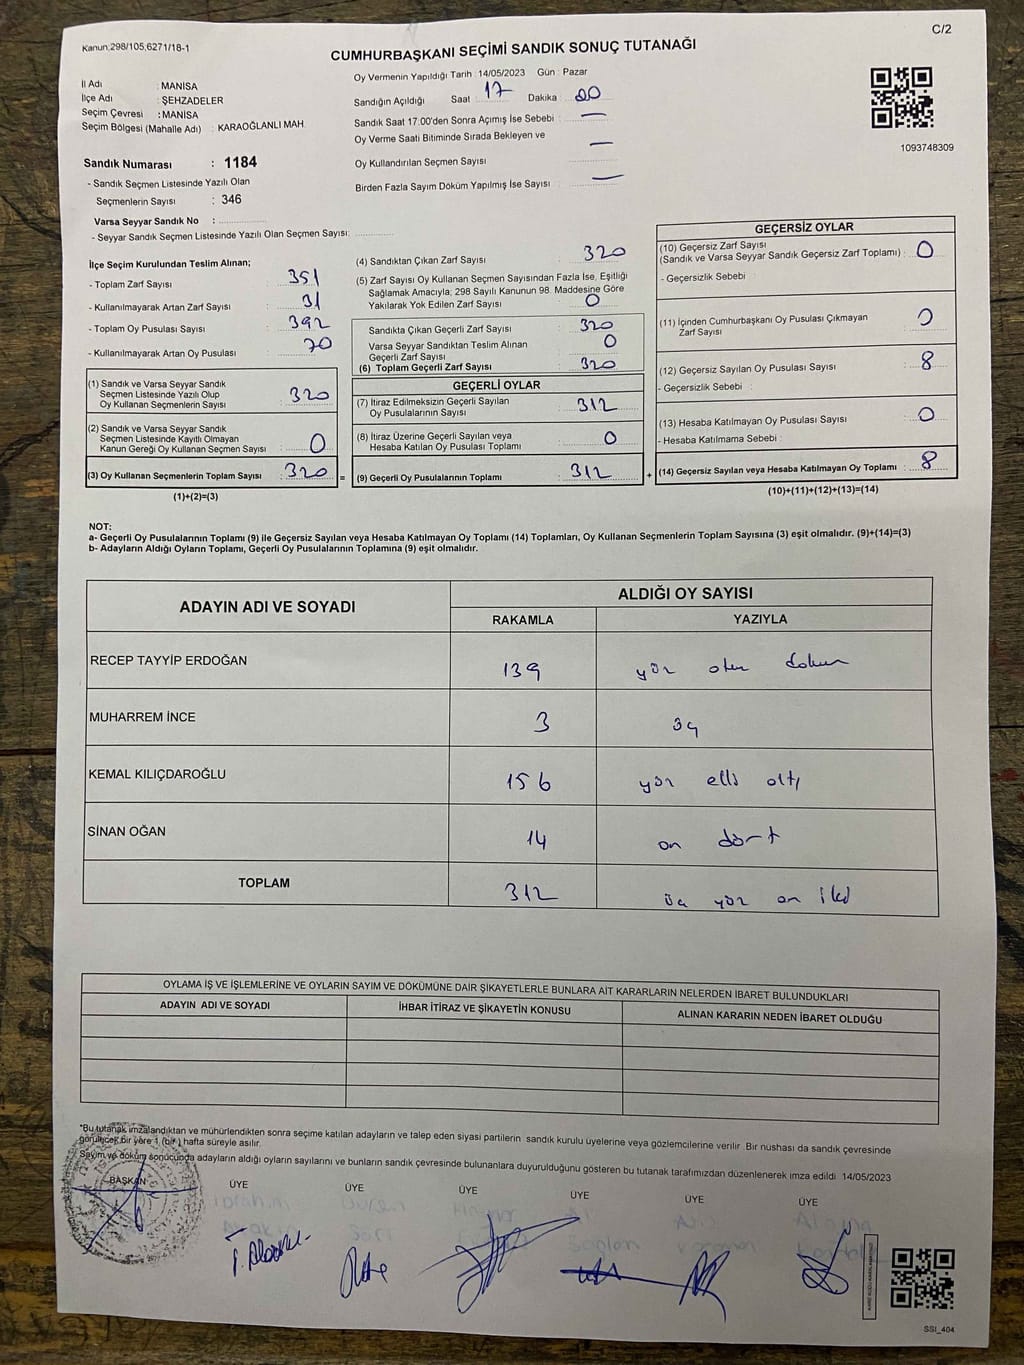 Kanun;298/105,6271/18-1
C/2
CUMHURBAŞKANI SEÇİMİ SANDIK SONUÇ TUTANAĞI
İl Adı : MANİSA
İlçe Adı : ŞEHZADELER
Seçim Çevresi : MANİSA
Seçim Bölgesi (Mahalle Adı) : KARAOĞLANLI MAH.
Sandık Numarası : 1184
- Sandık Seçmen Listesinde Yazılı Olan
Seçmenlerin Sayısı : 346
Varsa Seyyar Sandık No :
- Seyyar Sandık Seçmen Listesinde Yazılı Olan Seçmen Sayısı:
Oy Vermenin Yapıldığı Tarih : 14/05/2023 Gün : Pazar
Sandığın Açıldığı Saat 17 Dakika 00
Sandık Saat 17:00'den Sonra Açımış İse Sebebi : —
Oy Verme Saati Bitiminde Sırada Bekleyen ve
Oy Kullandırılan Seçmen Sayısı —
Birden Fazla Sayım Döküm Yapılmış İse Sayısı —
1093748309
İlçe Seçim Kurulundan Teslim Alınan;
- Toplam Zarf Sayısı : 351
- Kullanılmayarak Artan Zarf Sayısı : 31
- Toplam Oy Pusulası Sayısı : 392
- Kullanılmayarak Artan Oy Pusulası : 70
(1) Sandık ve Varsa Seyyar Sandık
Seçmen Listesinde Yazılı Olup
Oy Kullanan Seçmenlerin Sayısı : 320
(2) Sandık ve Varsa Seyyar Sandık
Seçmen Listesinde Kayıtlı Olmayan
Kanun Gereği Oy Kullanan Seçmen Sayısı : 0
(3) Oy Kullanan Seçmenlerin Toplam Sayısı : 320 =
(1)+(2)=(3)
(4) Sandıktan Çıkan Zarf Sayısı : 320
(5) Zarf Sayısı Oy Kullanan Seçmen Sayısından Fazla İse, Eşitliği
Sağlamak Amacıyla; 298 Sayılı Kanunun 98. Maddesine Göre
Yakılarak Yok Edilen Zarf Sayısı : 0
Sandıkta Çıkan Geçerli Zarf Sayısı : 320
Varsa Seyyar Sandıktan Teslim Alınan
Geçerli Zarf Sayısı : 0
(6) Toplam Geçerli Zarf Sayısı : 320
GEÇERLİ OYLAR
(7) İtiraz Edilmeksizin Geçerli Sayılan
Oy Pusulalarının Sayısı : 312
(8) İtiraz Üzerine Geçerli Sayılan veya
Hesaba Katılan Oy Pusulası Toplamı : 0
(9) Geçerli Oy Pusulalarının Toplamı : 312 +
GEÇERSİZ OYLAR
(10) Geçersiz Zarf Sayısı
(Sandık ve Varsa Seyyar Sandık Geçersiz Zarf Toplamı) : 0
- Geçersizlik Sebebi :
(11) İçinden Cumhurbaşkanı Oy Pusulası Çıkmayan
Zarf Sayısı : 0
(12) Geçersiz Sayılan Oy Pusulası Sayısı : 8
- Geçersizlik Sebebi :
(13) Hesaba Katılmayan Oy Pusulası Sayısı : 0
- Hesaba Katılmama Sebebi :
(14) Geçersiz Sayılan veya Hesaba Katılmayan Oy Toplamı : 8
(10)+(11)+(12)+(13)=(14)
NOT:
a- Geçerli Oy Pusulalarının Toplamı (9) ile Geçersiz Sayılan veya Hesaba Katılmayan Oy Toplamı (14) Toplamları, Oy Kullanan Seçmenlerin Toplam Sayısına (3) eşit olmalıdır. (9)+(14)=(3)
b- Adayların Aldığı Oyların Toplamı, Geçerli Oy Pusulalarının Toplamına (9) eşit olmalıdır.
ADAYIN ADI VE SOYADI ALDIĞI OY SAYISI
RAKAMLA YAZIYLA
RECEP TAYYİP ERDOĞAN 139 yüz otuz dokuz
MUHARREM İNCE 3 üç
KEMAL KILIÇDAROĞLU 156 yüz elli altı
SİNAN OĞAN 14 on dört
TOPLAM 312 üç yüz on iki
OYLAMA İŞ VE İŞLEMLERİNE VE OYLARIN SAYIM VE DÖKÜMÜNE DAİR ŞİKAYETLERLE BUNLARA AİT KARARLARIN NELERDEN İBARET BULUNDUKLARI
ADAYIN ADI VE SOYADI İHBAR İTİRAZ VE ŞİKAYETİN KONUSU ALINAN KARARIN NEDEN İBARET OLDUĞU
*Bu tutanak imzalandıktan ve mühürlendikten sonra seçime katılan adayların ve talep eden siyasi partilerin sandık kurulu üyelerine veya gözlemcilerine verilir. Bir nüshası da sandık çevresinde
görülecek bir yere 1 (bir) hafta süreyle asılır.
Sayım ve döküm sonucunda adayların aldığı oyların sayılarını ve bunların sandık çevresinde bulunanlara duyurulduğunu gösteren bu tutanak tarafımızdan düzenlenerek imza edildi 14/05/2023
BAŞKAN ÜYE ÜYE ÜYE ÜYE ÜYE ÜYE
SSI_404